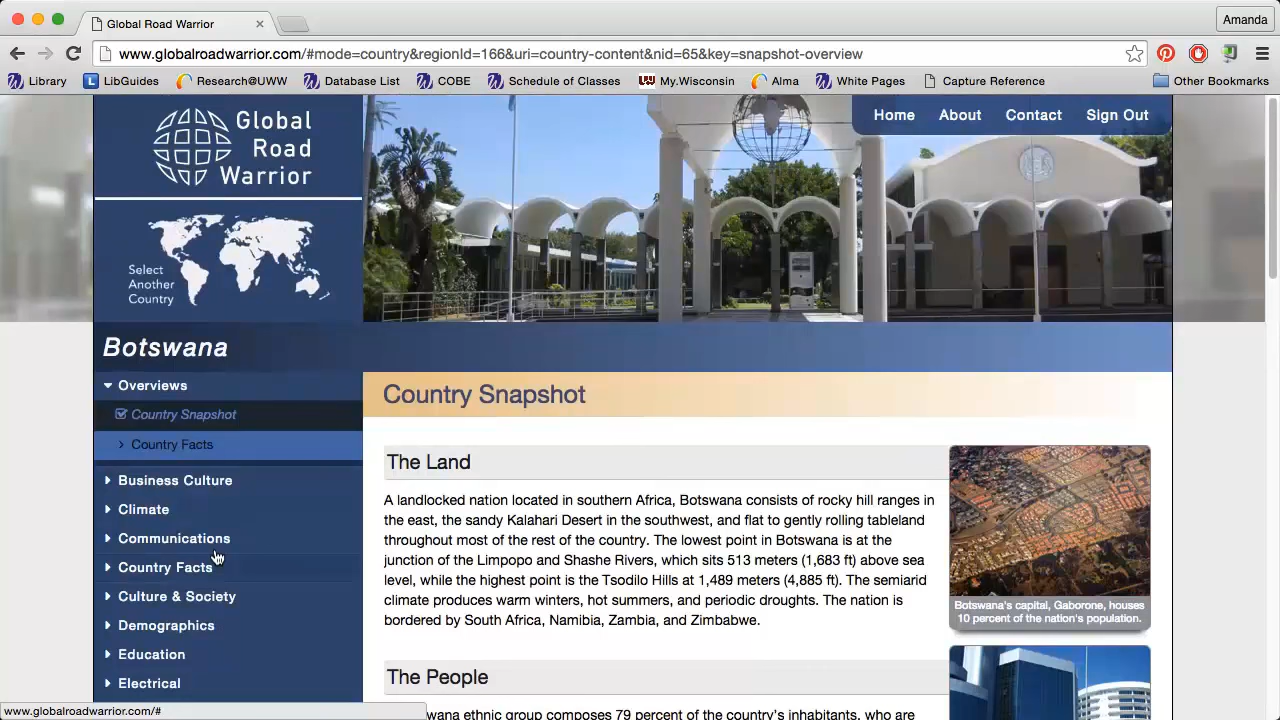 Global Road Warrior
Amanda
www.globalroadwarrior.com/#mode=country&regionId=166&uri=country-content&nid=65&key=snapshot-overview
Library LibGuides Research@UWW Database List COBE Schedule of Classes My.Wisconsin Alma White Pages Capture Reference Other Bookmarks
Global
Road
Warrior
Home About Contact Sign Out
Select
Another
Country
Botswana
Overviews
Country Snapshot
Country Facts
Business Culture
Climate
Communications
Country Facts
Culture & Society
Demographics
Education
Electrical
Country Snapshot
The Land
A landlocked nation located in southern Africa, Botswana consists of rocky hill ranges in
the east, the sandy Kalahari Desert in the southwest, and flat to gently rolling tableland
throughout most of the rest of the country. The lowest point in Botswana is at the
junction of the Limpopo and Shashe Rivers, which sits 513 meters (1,683 ft) above sea
level, while the highest point is the Tsodilo Hills at 1,489 meters (4,885 ft). The semiarid
climate produces warm winters, hot summers, and periodic droughts. The nation is
bordered by South Africa, Namibia, Zambia, and Zimbabwe.
Botswana's capital, Gaborone, houses
10 percent of the nation's population.
The People
ethnic group composes 79 percent of the country's inhabitants, who are
www.globalroadwarrior.com/#